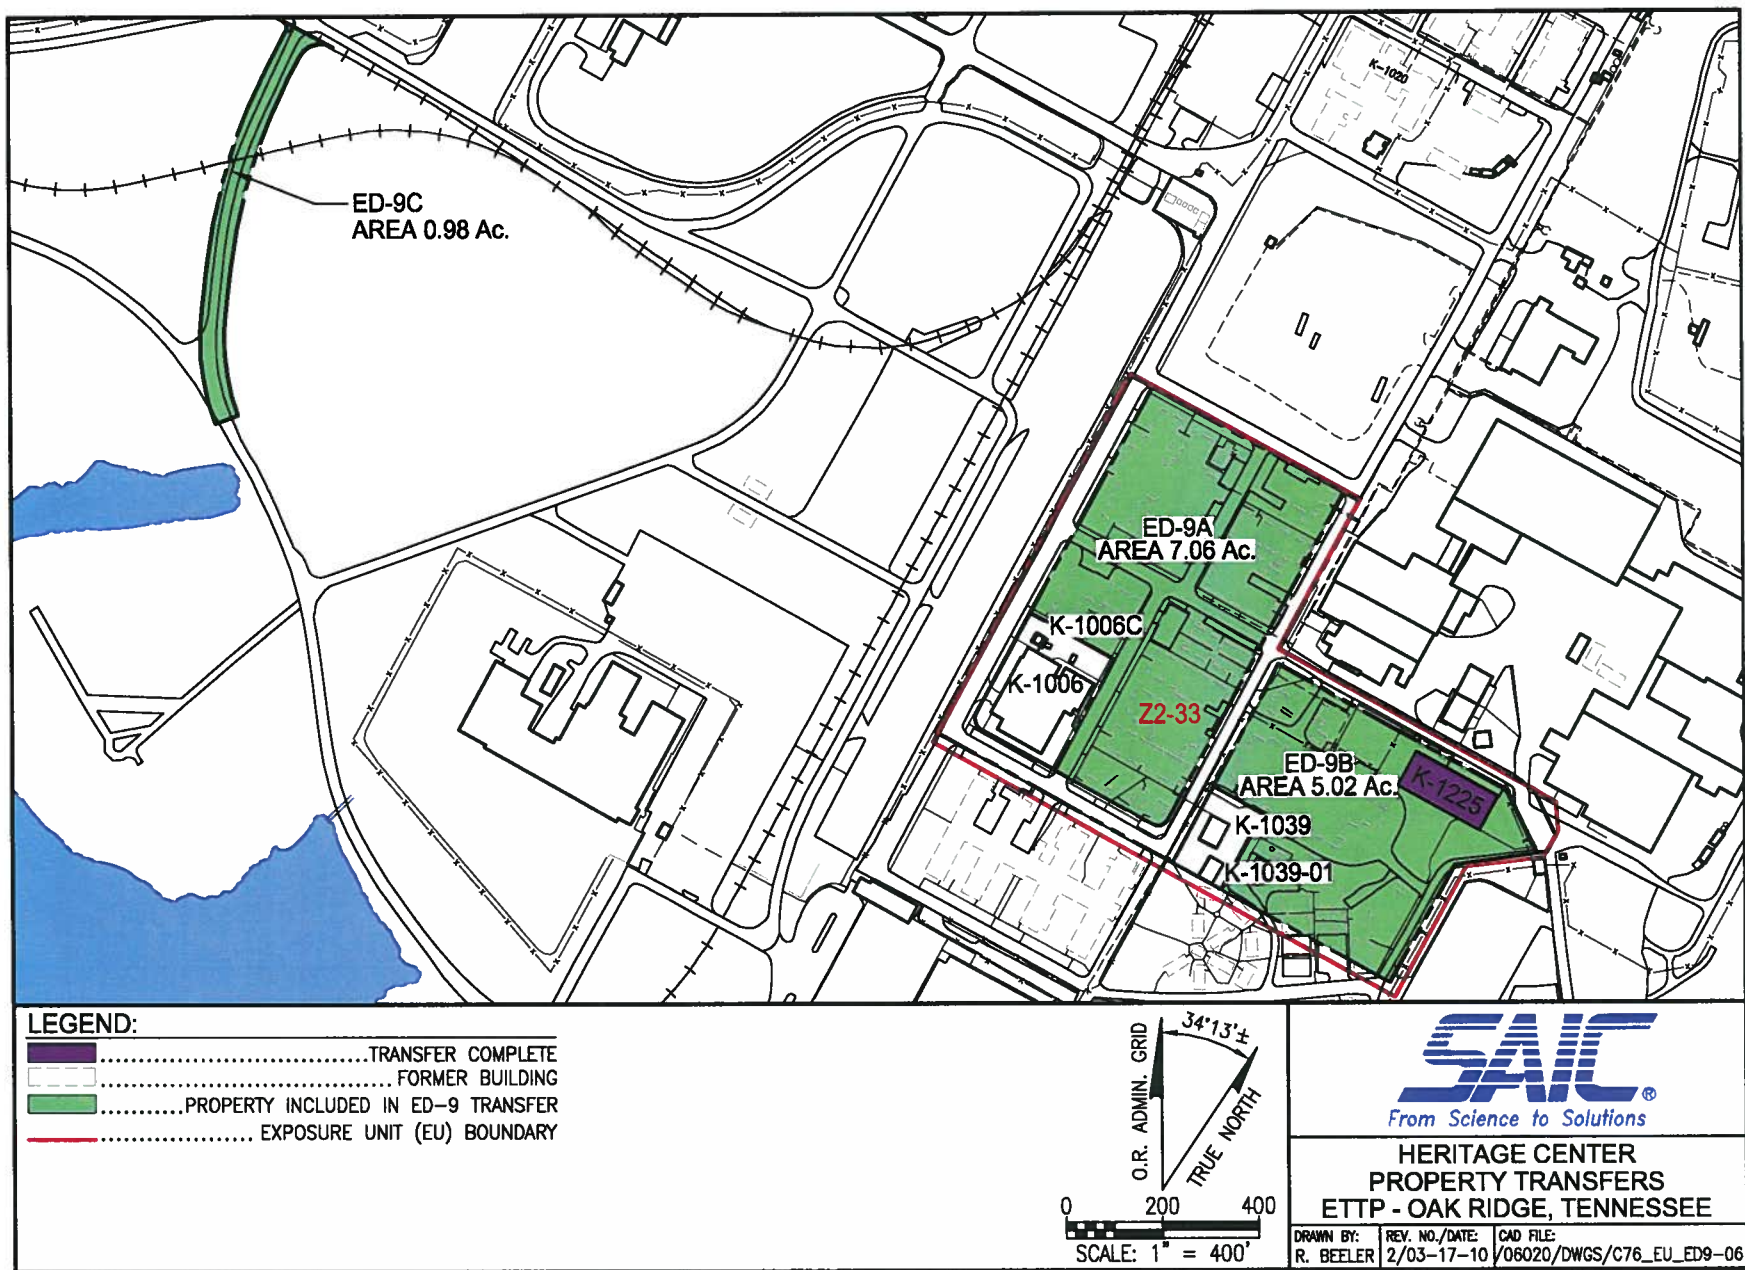 K-1020
ED-9C
AREA 0.98 Ac.
ED-9A
AREA 7.06 Ac.
K-1006C
K-1006
Z2-33
ED-9B
AREA 5.02 Ac.
K-1225
K-1039
K-1039-01
LEGEND:
TRANSFER COMPLETE
FORMER BUILDING
PROPERTY INCLUDED IN ED-9 TRANSFER
EXPOSURE UNIT (EU) BOUNDARY
34°13'±
O.R. ADMIN. GRID
TRUE NORTH
0 200 400
SCALE: 1" = 400'
SAIC®
From Science to Solutions
HERITAGE CENTER
PROPERTY TRANSFERS
ETTP - OAK RIDGE, TENNESSEE
DRAWN BY: REV. NO./DATE: CAD FILE:
R. BEELER 2/03-17-10 /06020/DWGS/C76_EU_ED9-06